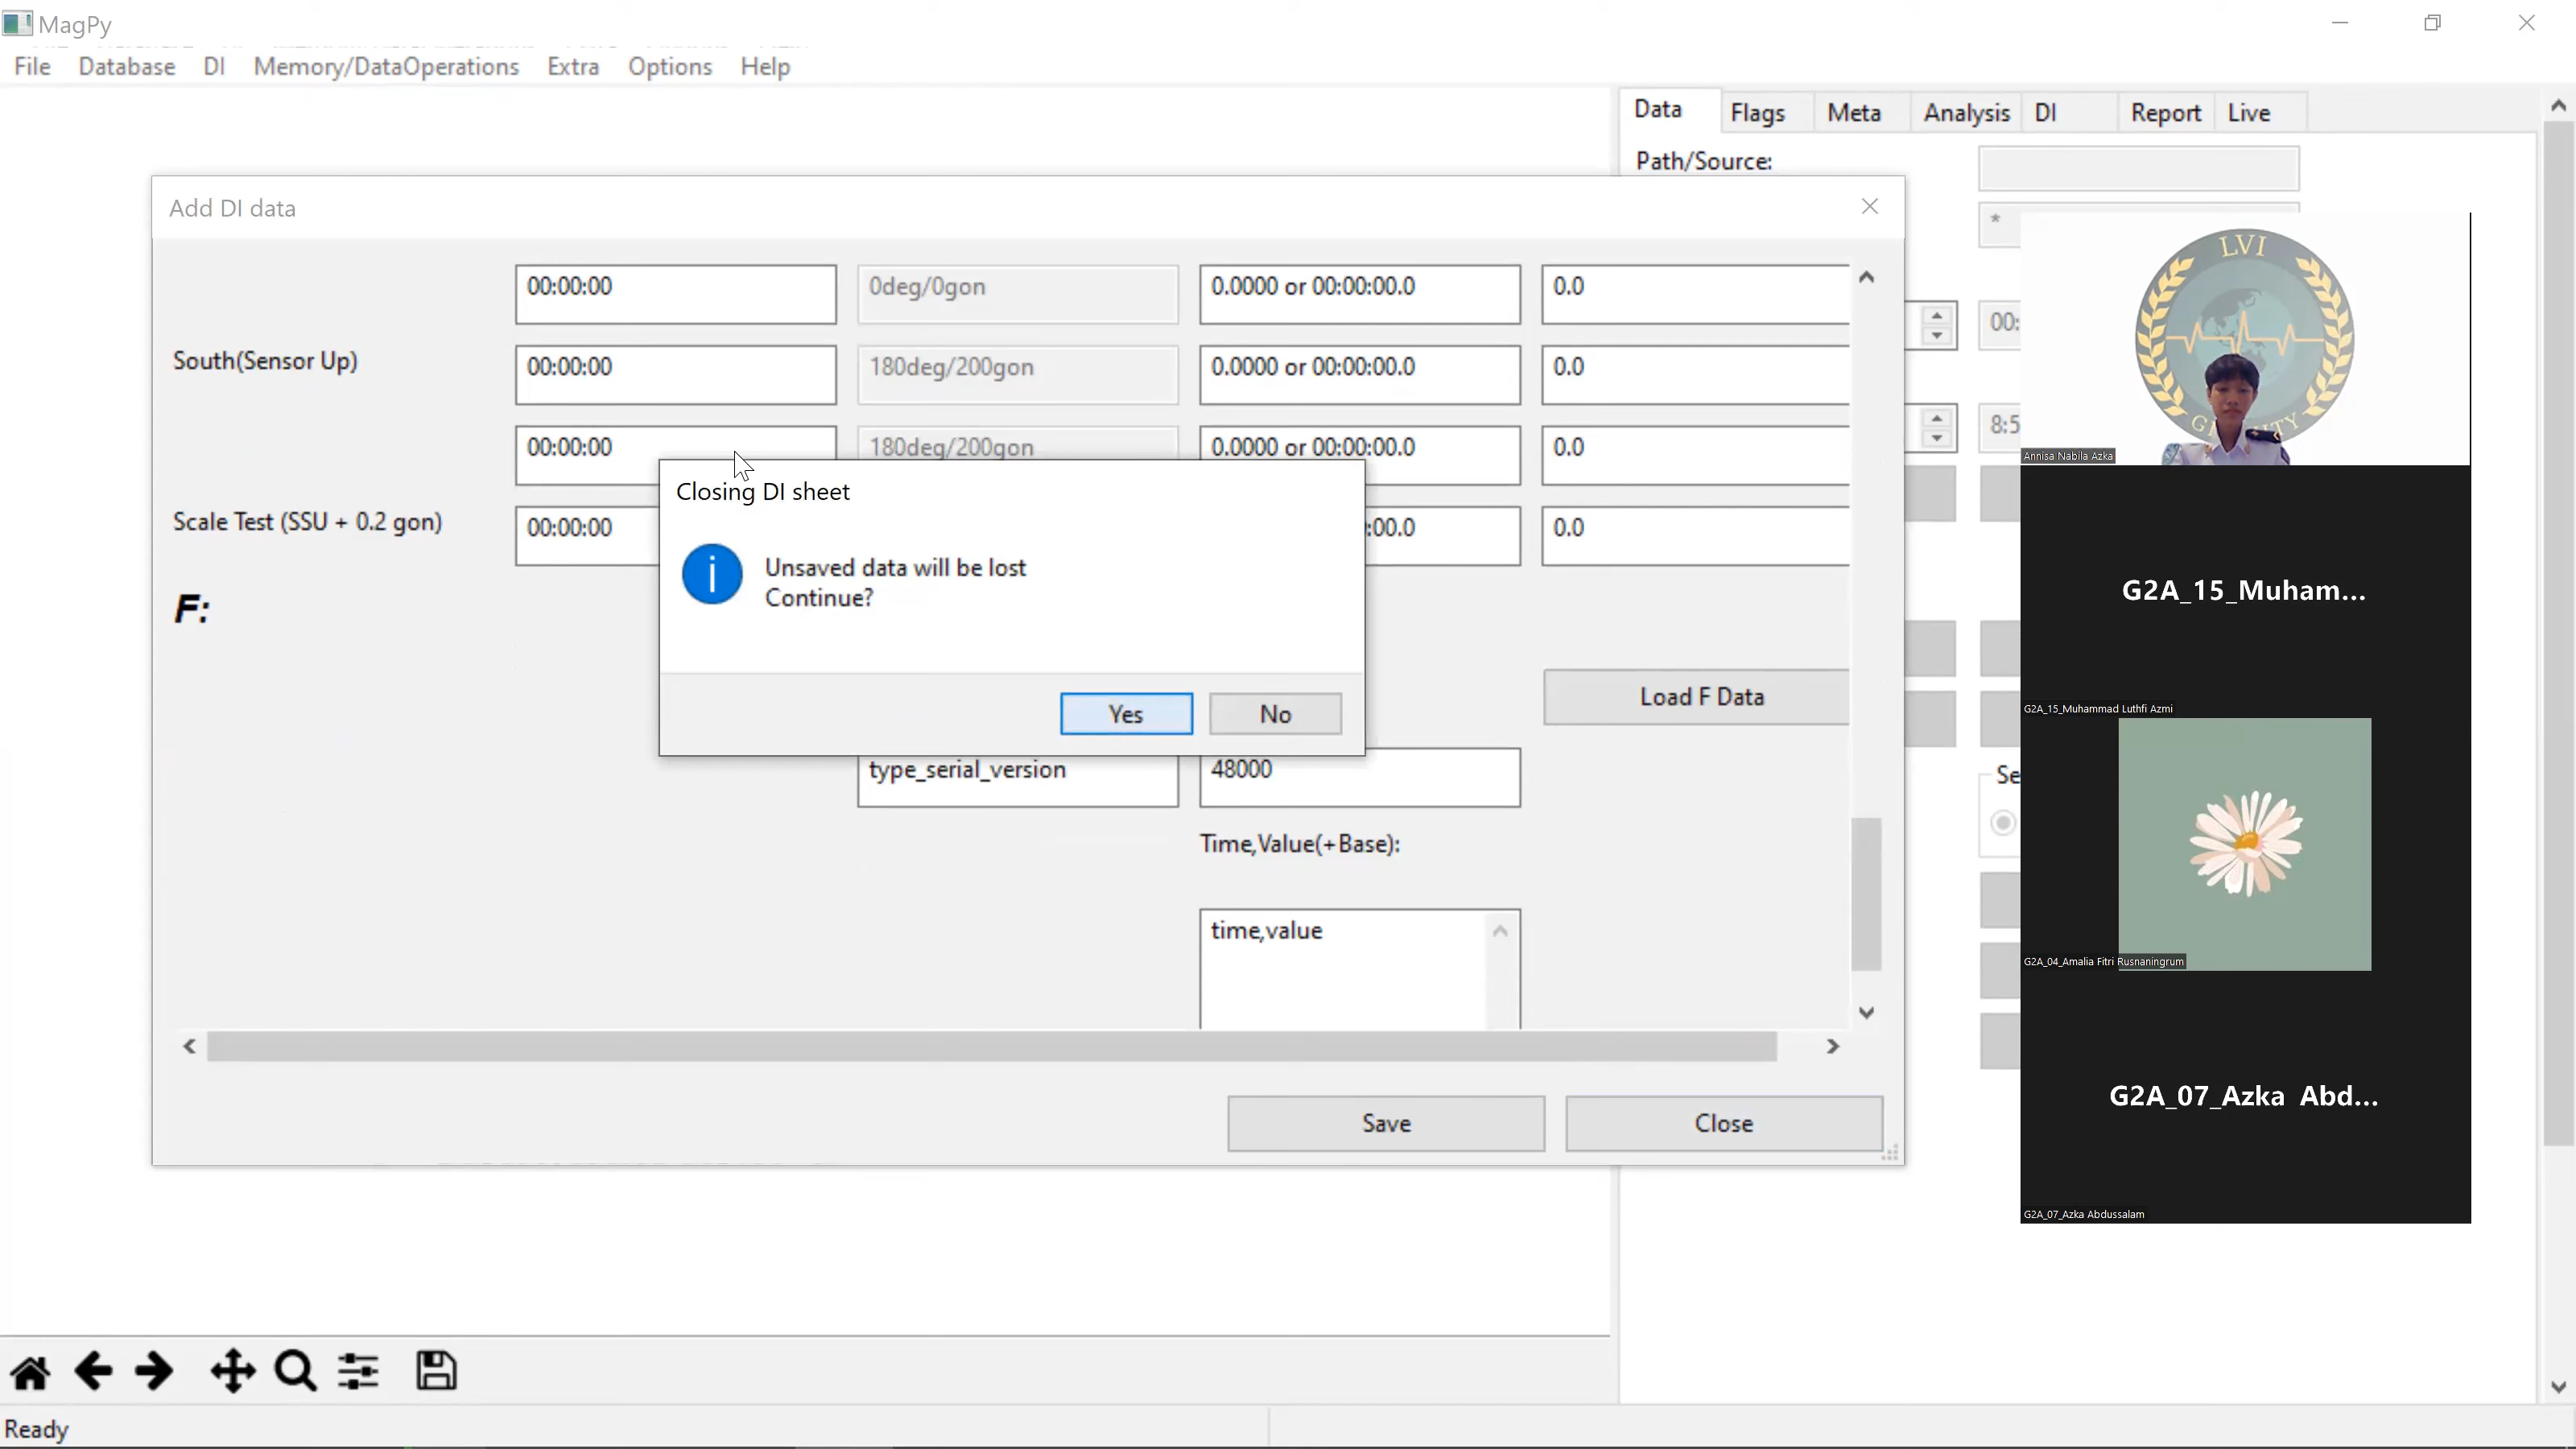 MagPy
File Database DI Memory/DataOperations Extra Options Help
Data Flags Meta Analysis DI Report Live
Path/Source:
*
Add DI data
00:00:00 0deg/0gon 0.0000 or 00:00:00.0 0.0
South(Sensor Up) 00:00:00 180deg/200gon 0.0000 or 00:00:00.0 0.0
00:00:00 180deg/200gon 0.0000 or 00:00:00.0 0.0
Scale Test (SSU + 0.2 gon) 00:00:00 :00.0 0.0
F:
Closing DI sheet
Unsaved data will be lost
Continue?
Yes No
Load F Data
type_serial_version 48000
Time,Value(+Base):
time,value
Save Close
00:
8:5
Se
LVI
Annisa Nabila Azka
G2A_15_Muham...
G2A_15_Muhammad Luthfi Azmi
G2A_04_Amalia Fitri Rusnaningrum
G2A_07_Azka Abd...
G2A_07_Azka Abdussalam
Ready